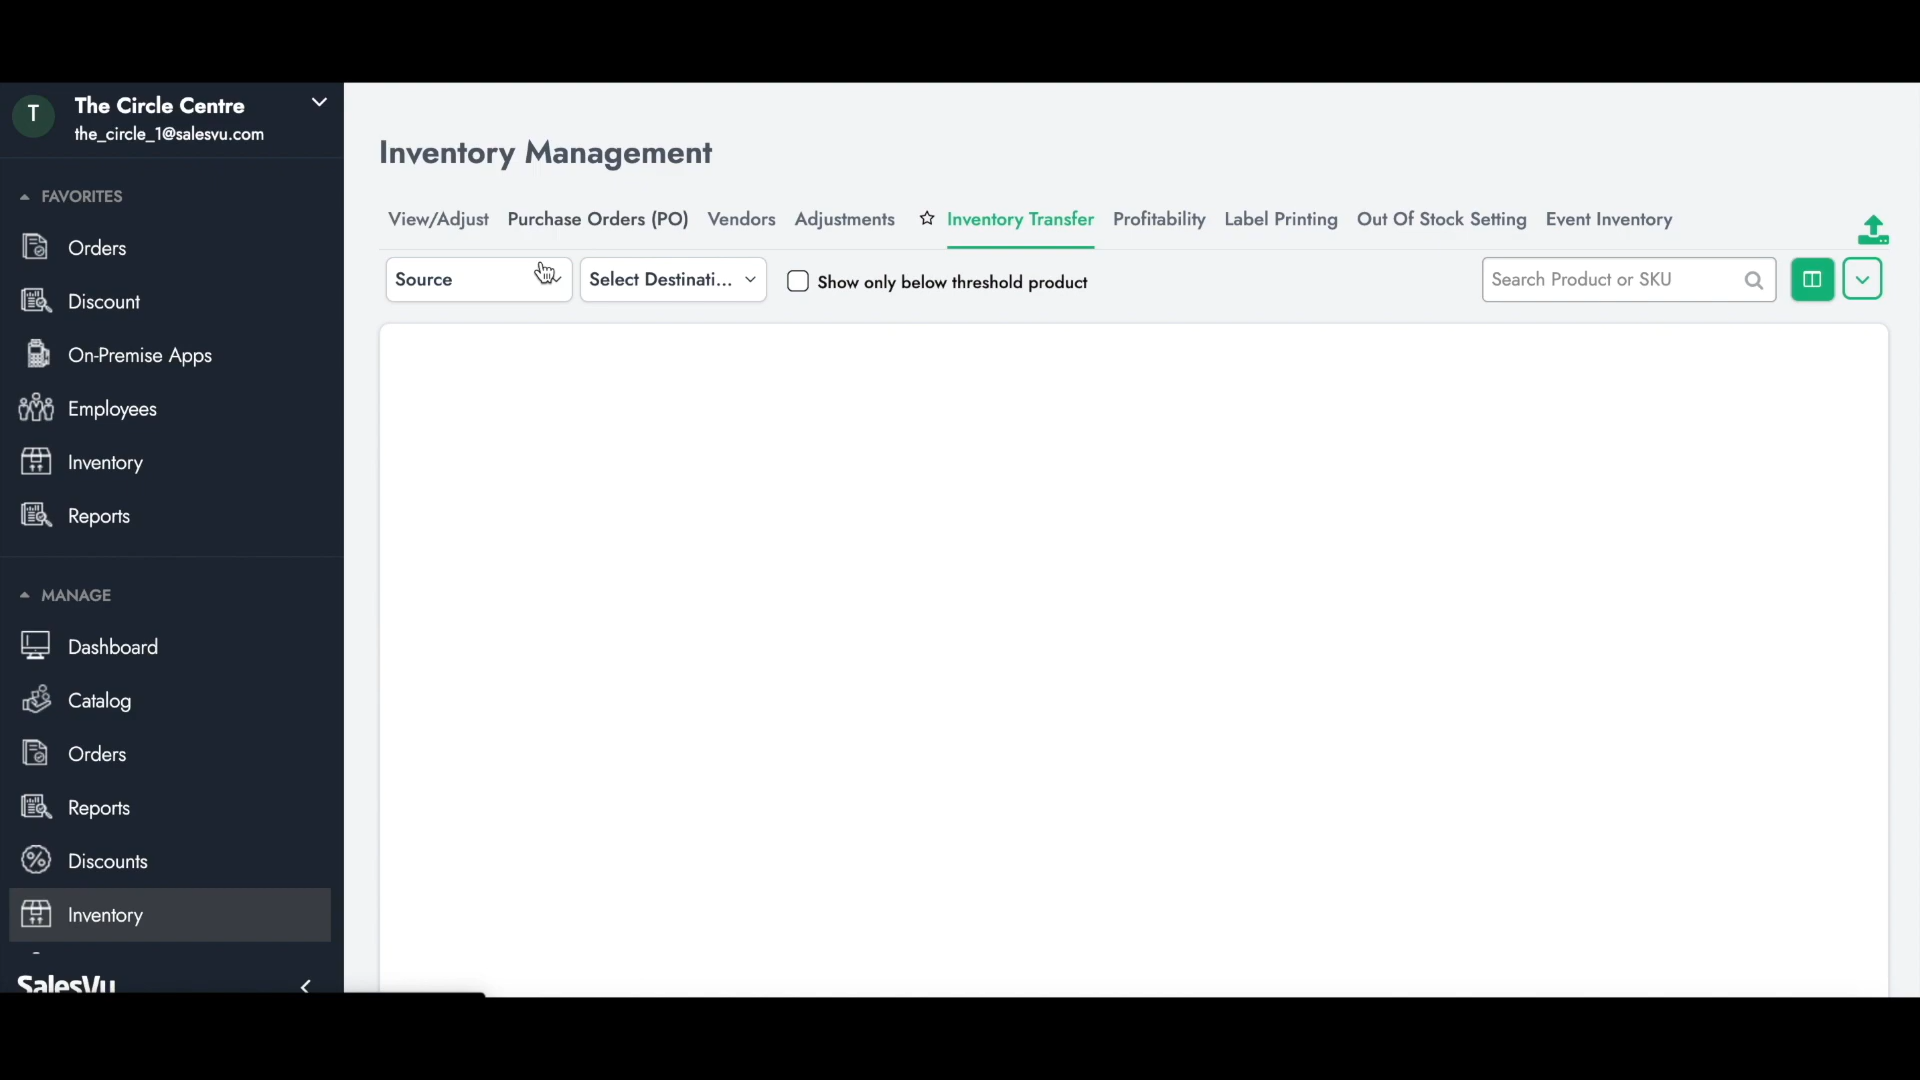 T
The Circle Centre
the_circle_1@salesvu.com
FAVORITES
Orders
Discount
On-Premise Apps
Employees
Inventory
Reports
MANAGE
Dashboard
Catalog
Orders
Reports
Discounts
Inventory
SalesVu
Inventory Management
View/Adjust Purchase Orders (PO) Vendors Adjustments Inventory Transfer Profitability Label Printing Out Of Stock Setting Event Inventory
Source Select Destinati... Show only below threshold product Search Product or SKU